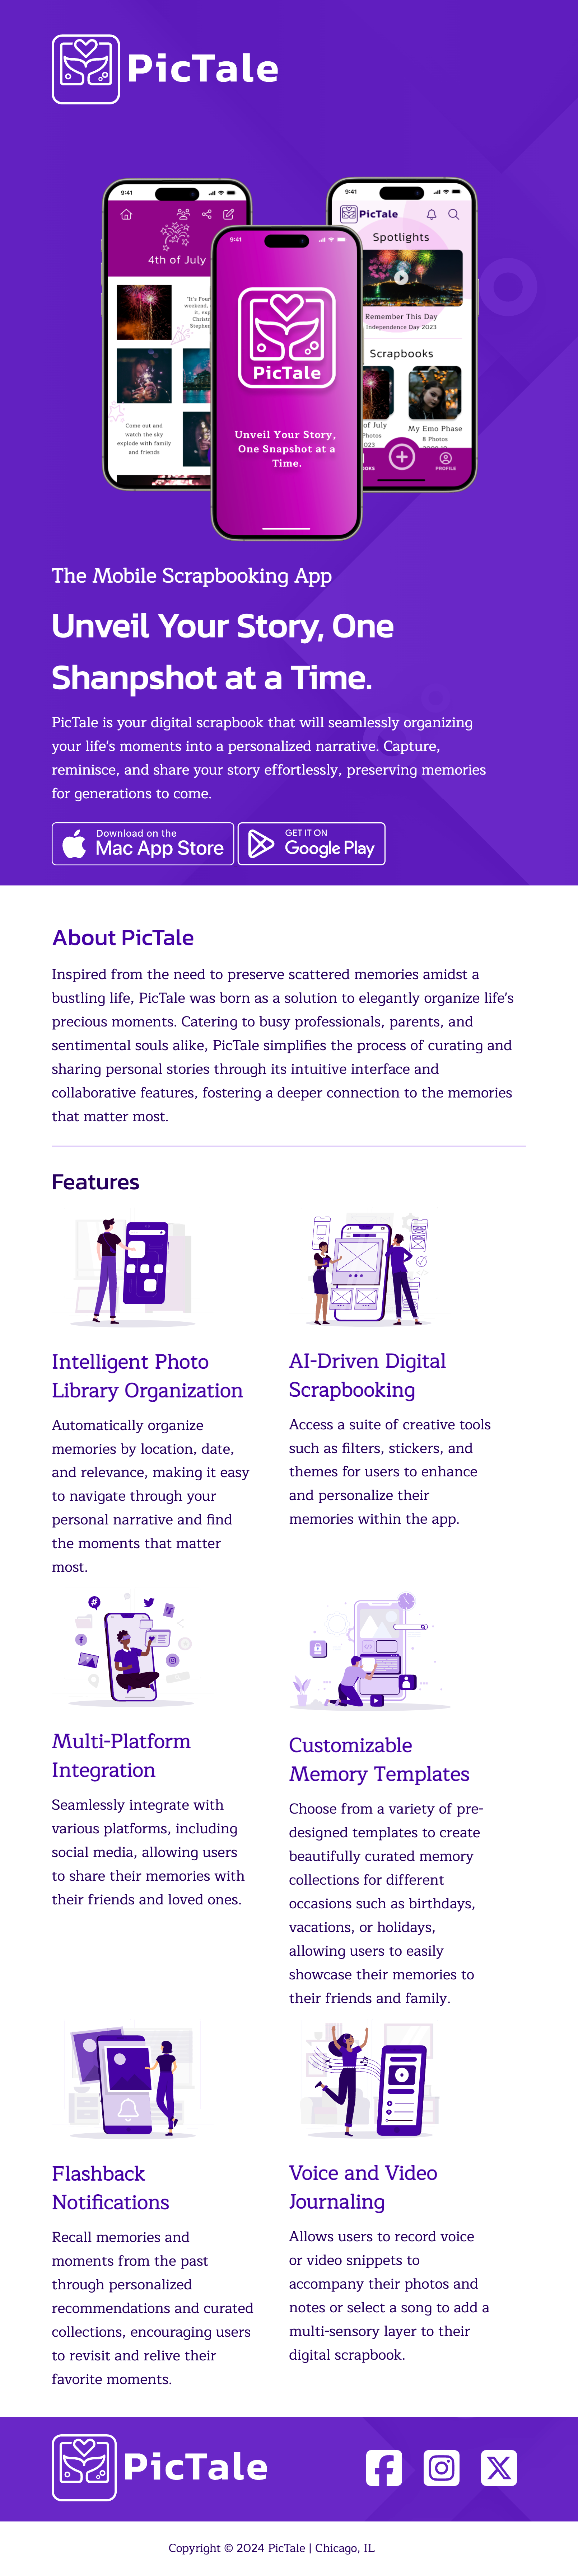 PicTale
9:41
4th of July
"It's Four
weekend,
it, exp
Christo
Stephen
Come out and
watch the sky
explode with family
and friends
9:41
PicTale
Unveil Your Story,
One Snapshot at a
Time.
9:41
PicTale
Spotlights
Remember This Day
Independence Day 2023
Scrapbooks
of July
Photos
2023
My Emo Phase
8 Photos
OOKS
PROFILE
The Mobile Scrapbooking App
Unveil Your Story, One
Shanpshot at a Time.
PicTale is your digital scrapbook that will seamlessly organizing
your life's moments into a personalized narrative. Capture,
reminisce, and share your story effortlessly, preserving memories
for generations to come.
Download on the
Mac App Store
GET IT ON
Google Play
About PicTale
Inspired from the need to preserve scattered memories amidst a
bustling life, PicTale was born as a solution to elegantly organize life's
precious moments. Catering to busy professionals, parents, and
sentimental souls alike, PicTale simplifies the process of curating and
sharing personal stories through its intuitive interface and
collaborative features, fostering a deeper connection to the memories
that matter most.
Features
Intelligent Photo
Library Organization
Automatically organize
memories by location, date,
and relevance, making it easy
to navigate through your
personal narrative and find
the moments that matter
most.
AI-Driven Digital
Scrapbooking
Access a suite of creative tools
such as filters, stickers, and
themes for users to enhance
and personalize their
memories within the app.
Multi-Platform
Integration
Seamlessly integrate with
various platforms, including
social media, allowing users
to share their memories with
their friends and loved ones.
Customizable
Memory Templates
Choose from a variety of pre-
designed templates to create
beautifully curated memory
collections for different
occasions such as birthdays,
vacations, or holidays,
allowing users to easily
showcase their memories to
their friends and family.
Flashback
Notifications
Recall memories and
moments from the past
through personalized
recommendations and curated
collections, encouraging users
to revisit and relive their
favorite moments.
Voice and Video
Journaling
Allows users to record voice
or video snippets to
accompany their photos and
notes or select a song to add a
multi-sensory layer to their
digital scrapbook.
PicTale
Copyright © 2024 PicTale | Chicago, IL